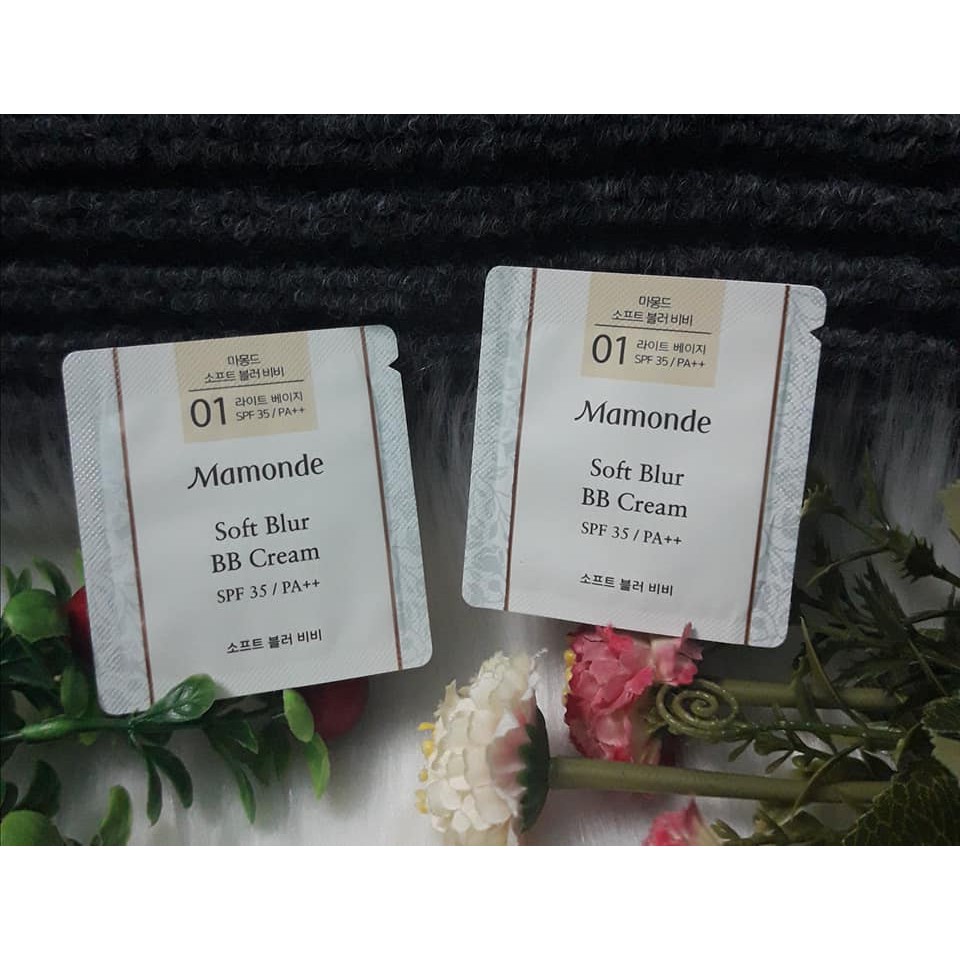 마몽드
소프트 블러 비비
01 라이트 베이지
SPF 35 / PA++
Mamonde
Soft Blur
BB Cream
SPF 35 / PA++
소프트 블러 비비
마몽드
소프트 블러 비비
01 라이트 베이지
SPF 35 / PA++
Mamonde
Soft Blur
BB Cream
SPF 35 / PA++
소프트 블러 비비